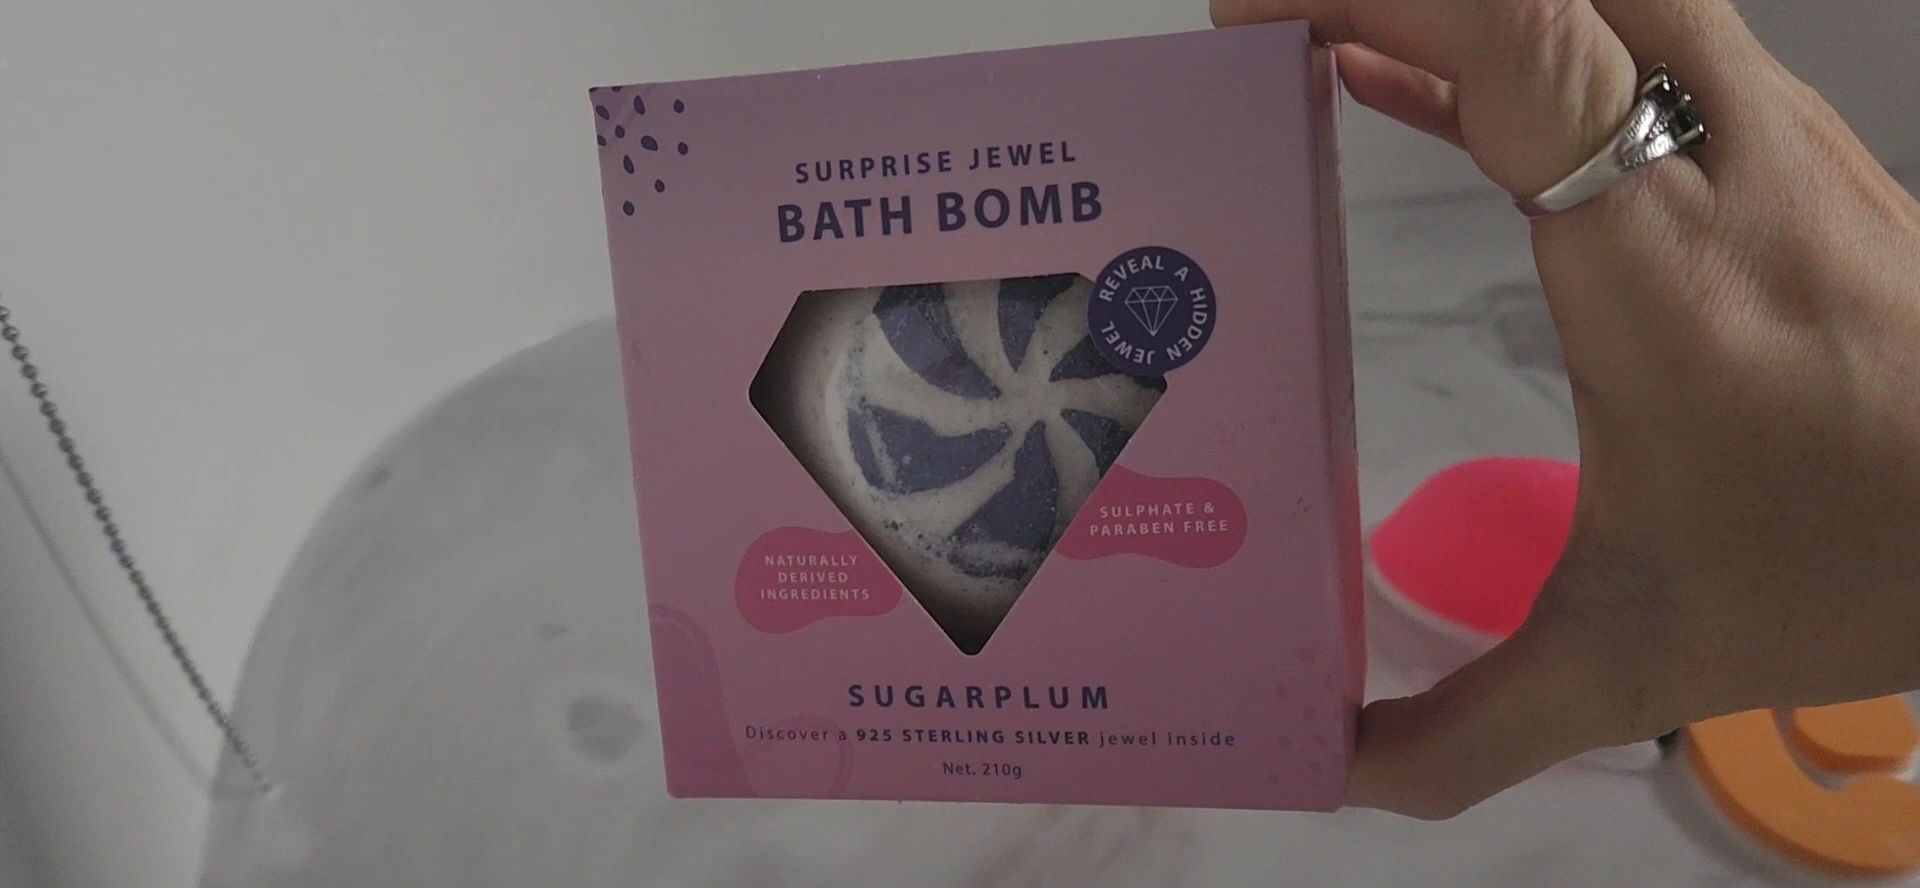 SURPRISE JEWEL
BATH BOMB
REVEAL A HIDDEN JEWEL
SULPHATE &
PARABEN FREE
NATURALLY
DERIVED
INGREDIENTS
SUGARPLUM
Discover a 925 STERLING SILVER jewel inside
Net. 210g